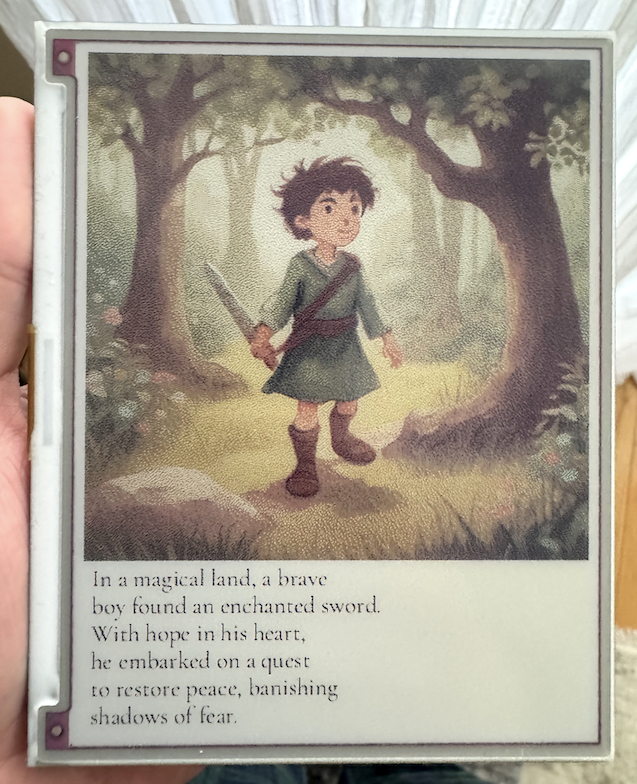 In a magical land, a brave
boy found an enchanted sword.
With hope in his heart,
he embarked on a quest
to restore peace, banishing
shadows of fear.